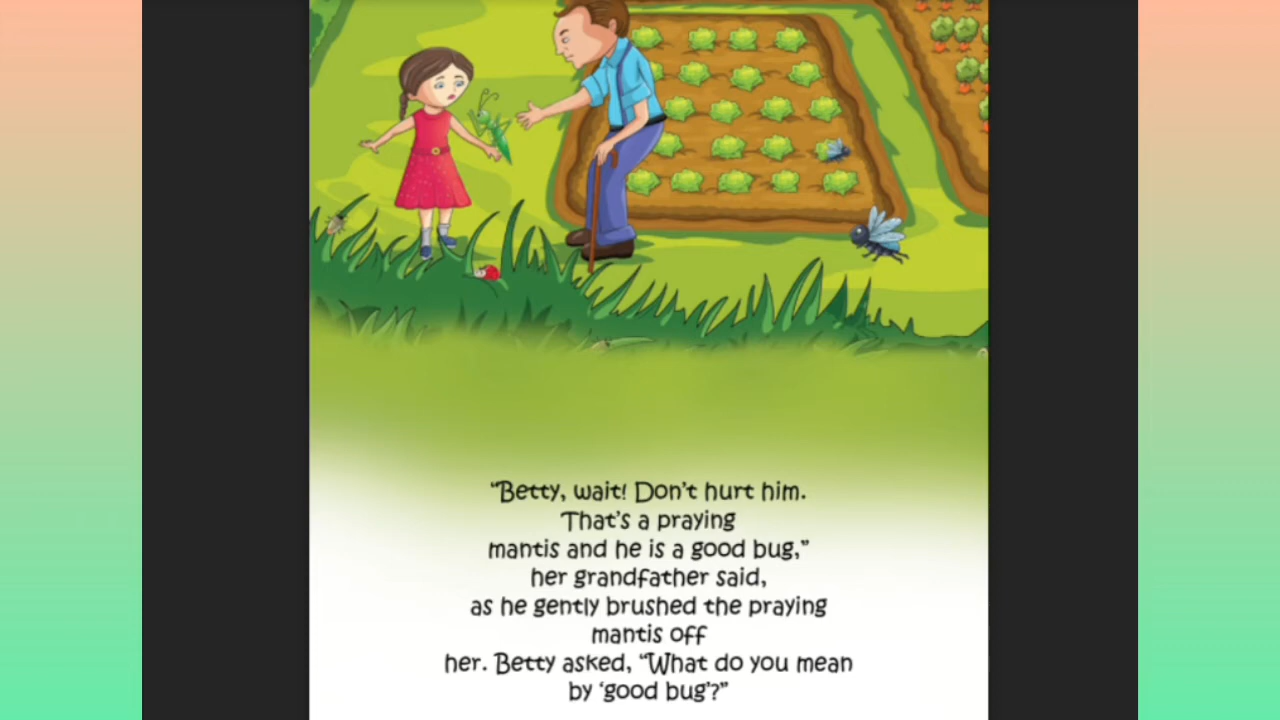 “Betty, wait! Don’t hurt him.
That’s a praying
mantis and he is a good bug,”
her grandfather said,
as he gently brushed the praying
mantis off
her. Betty asked, “What do you mean
by ‘good bug’?”